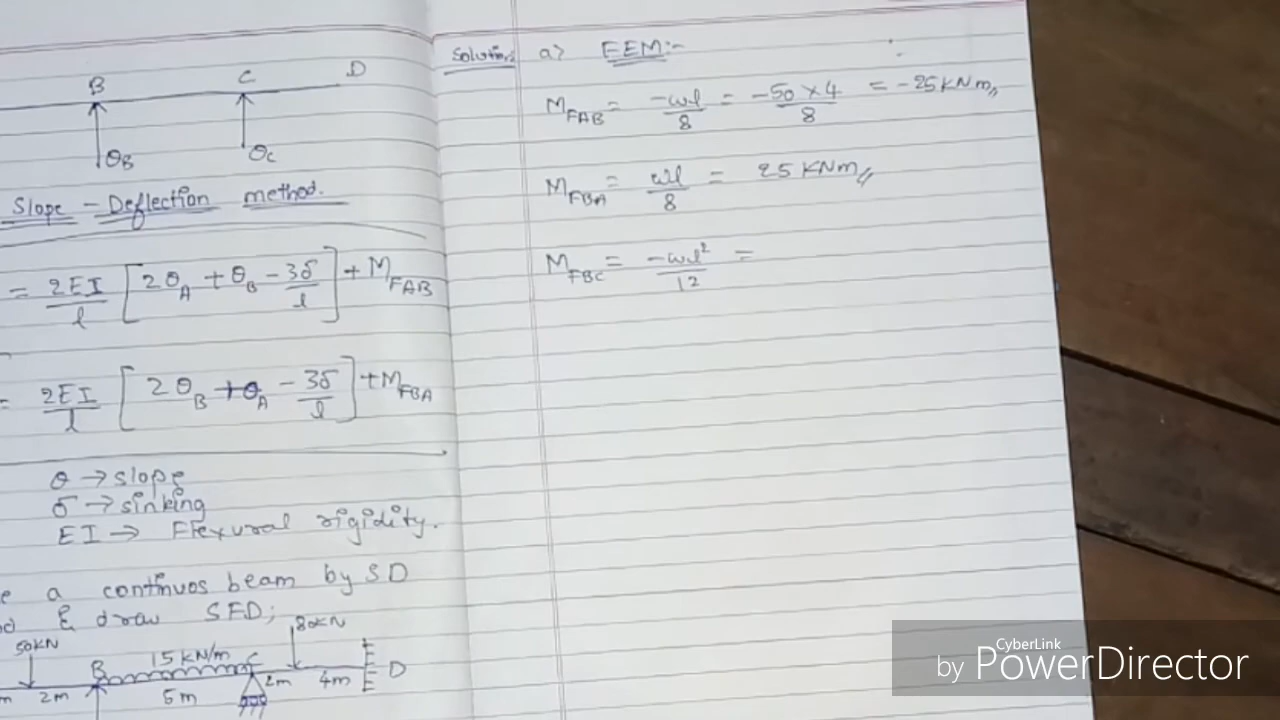 B C D
θB θC
Slope - Deflection method.
= 2EI/l [2θA + θB - 3δ/l] + MFAB
= 2EI/l [2θB + θA - 3δ/l] + MFBA
θ → slope
δ → sinking
EI → Flexural rigidity.
a continuos beam by SD
& draw SFD;
50KN 80KN
B 15 KN/m C D
2m 5m 2m 4m
Solution: a> FEM:-
MFAB = -wl/8 = -50 × 4/8 = -25 KNm
MFBA = wl/8 = 25 KNm
MFBC = -wl²/12 =
CyberLink
by PowerDirector